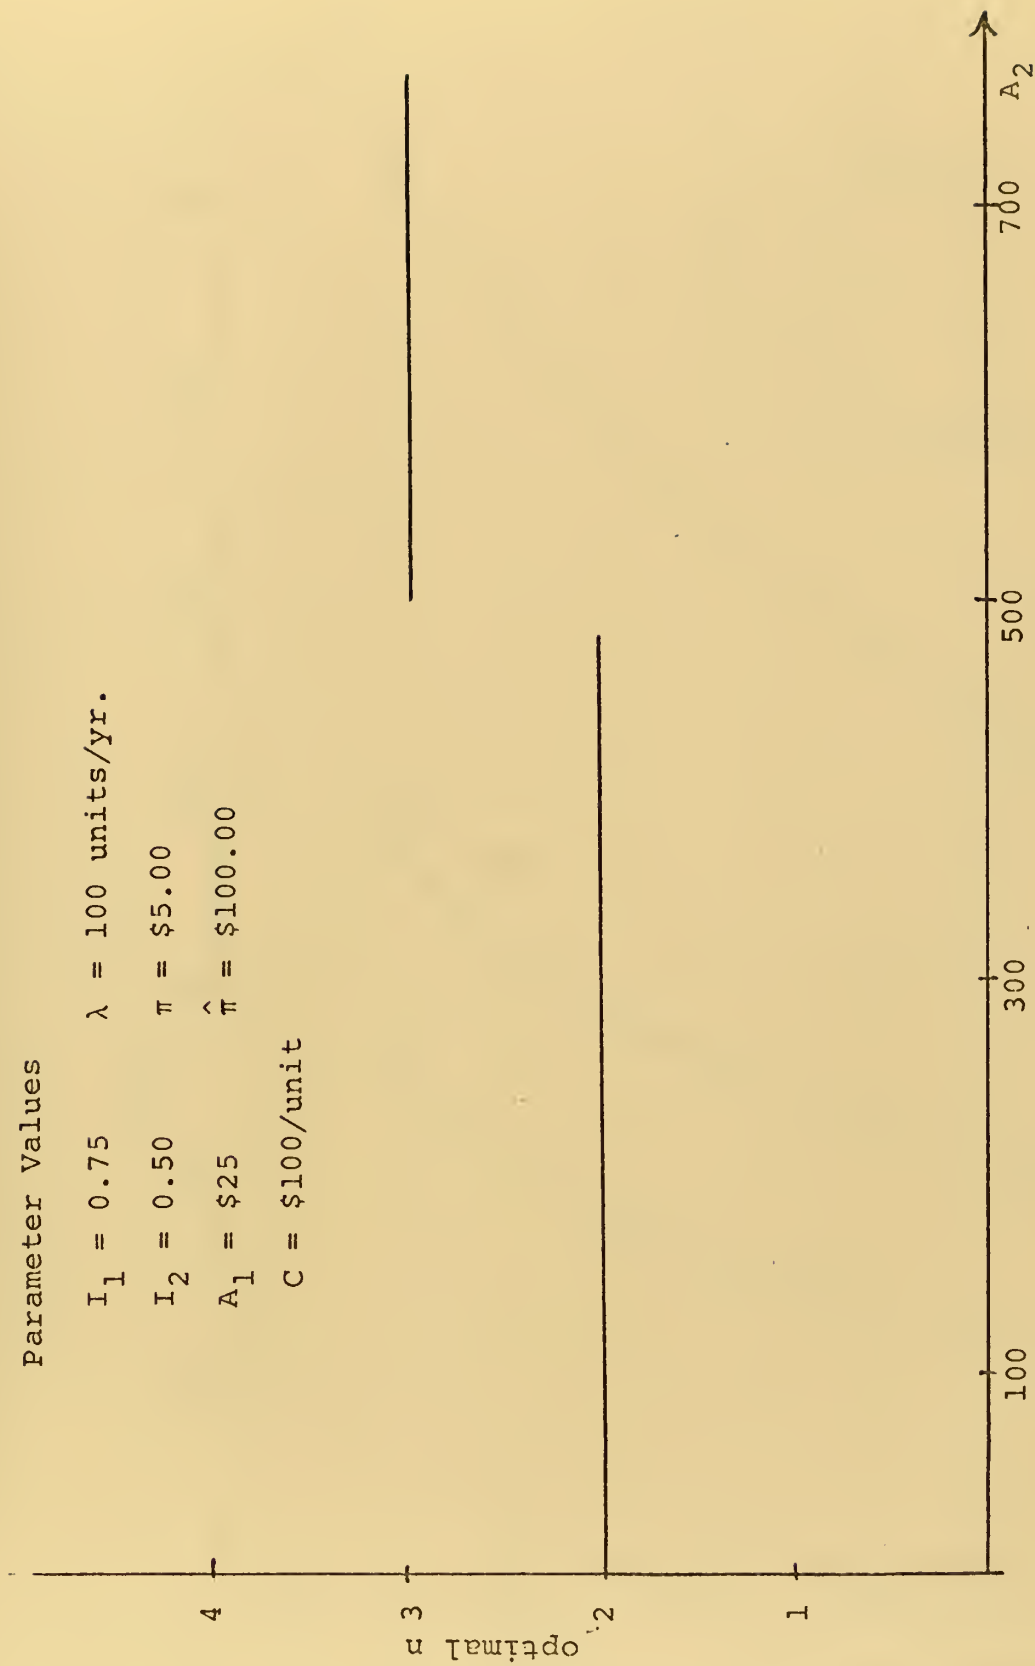 Parameter Values
I₁ = 0.75 λ = 100 units/yr.
I₂ = 0.50 π = $5.00
A₁ = $25 π̂ = $100.00
C = $100/unit
4
3
2
1
optimal n
100
300
500
700
A₂